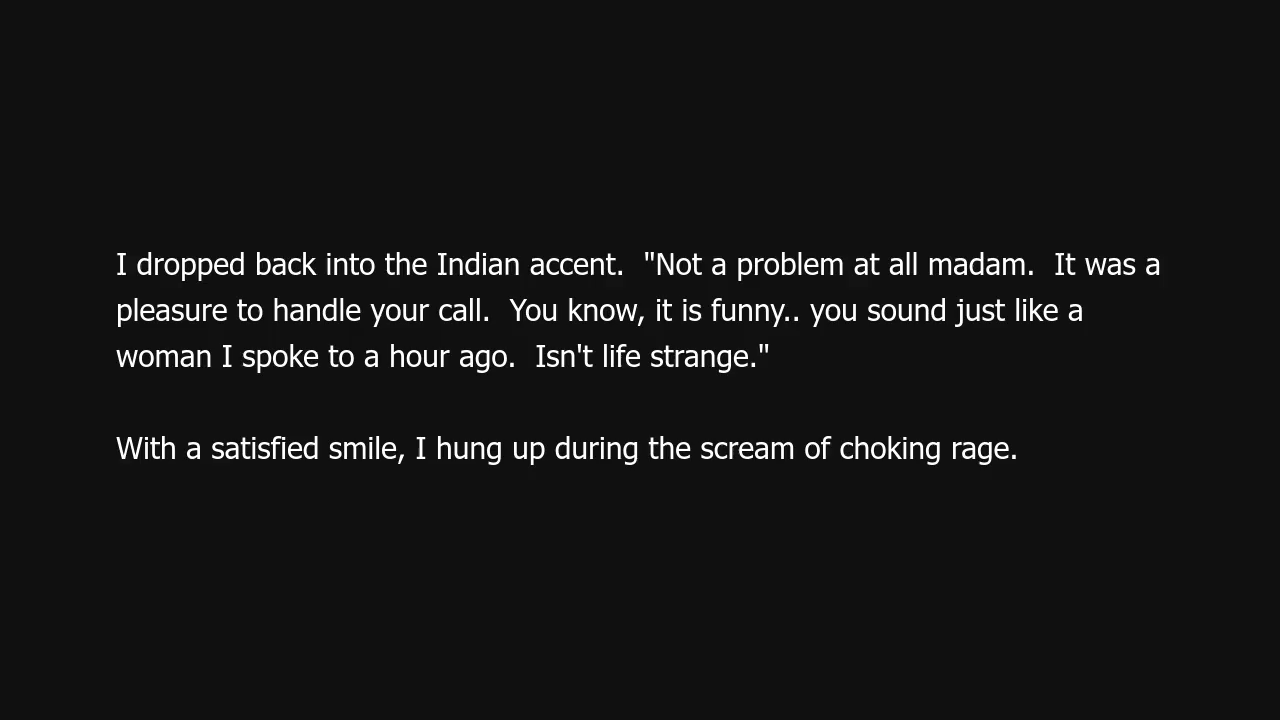 I dropped back into the Indian accent.  "Not a problem at all madam.  It was a
pleasure to handle your call.  You know, it is funny.. you sound just like a
woman I spoke to a hour ago.  Isn't life strange."
With a satisfied smile, I hung up during the scream of choking rage.